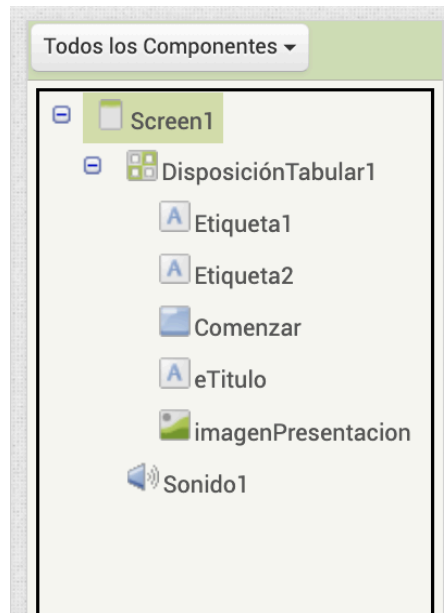 Todos los Componentes
Screen1
DisposiciónTabular1
A Etiqueta1
A Etiqueta2
Comenzar
A eTitulo
imagenPresentacion
Sonido1